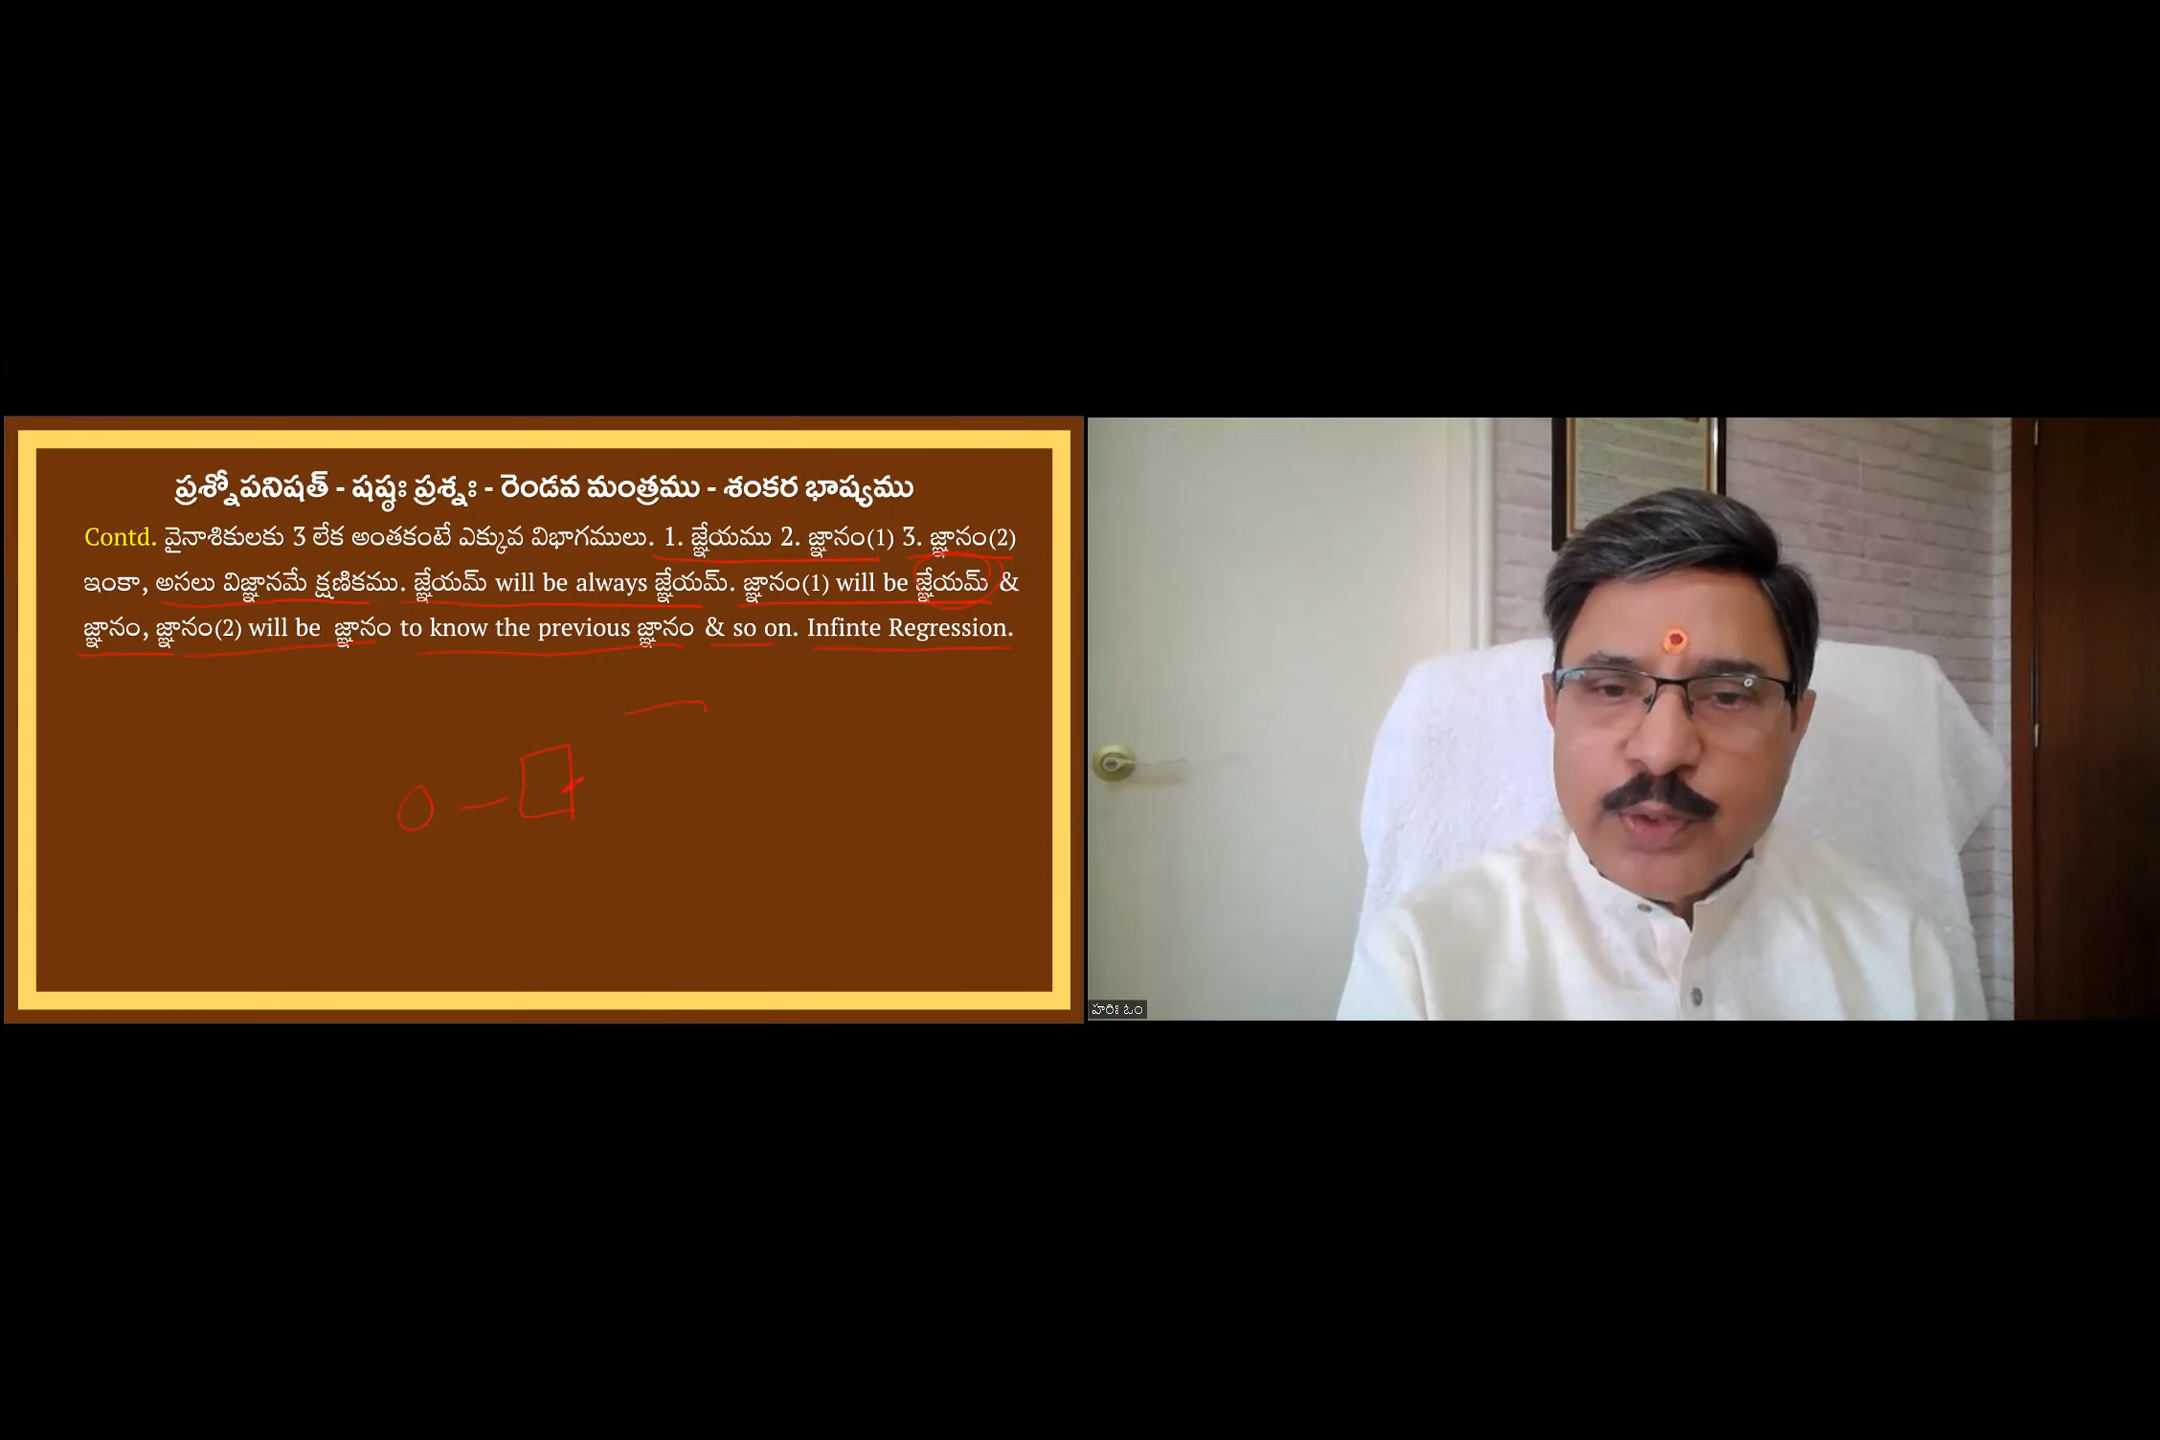 ప్రశ్నోపనిషత్ - షష్ఠః ప్రశ్నః - రెండవ మంత్రము - శంకర భాష్యము
Contd. వైనాశికులకు 3 లేక అంతకంటే ఎక్కువ విభాగములు. 1. జ్ఞేయము 2. జ్ఞానం(1) 3. జ్ఞానం(2)
ఇంకా, అసలు విజ్ఞానమే క్షణికము. జ్ఞేయమ్ will be always జ్ఞేయమ్. జ్ఞానం(1) will be జ్ఞేయమ్ &
జ్ఞానం, జ్ఞానం(2) will be జ్ఞానం to know the previous జ్ఞానం & so on. Infinte Regression.
హరిః ఓం